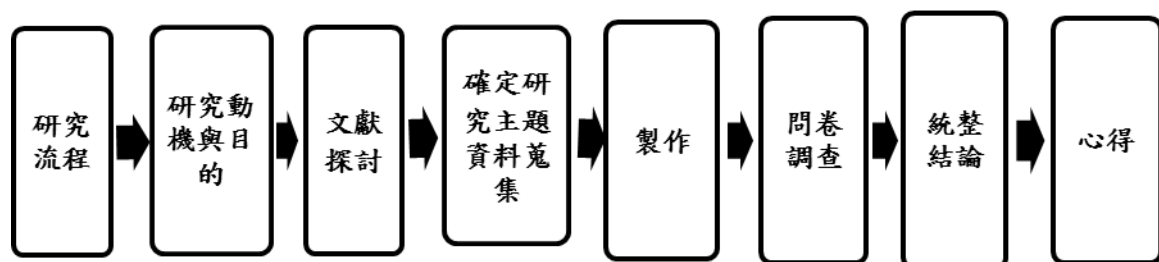 研究
流程
研究動
機與目
的
文獻
探討
確定研
究主題
資料蒐
集
製作
問卷
調查
統整
結論
心得